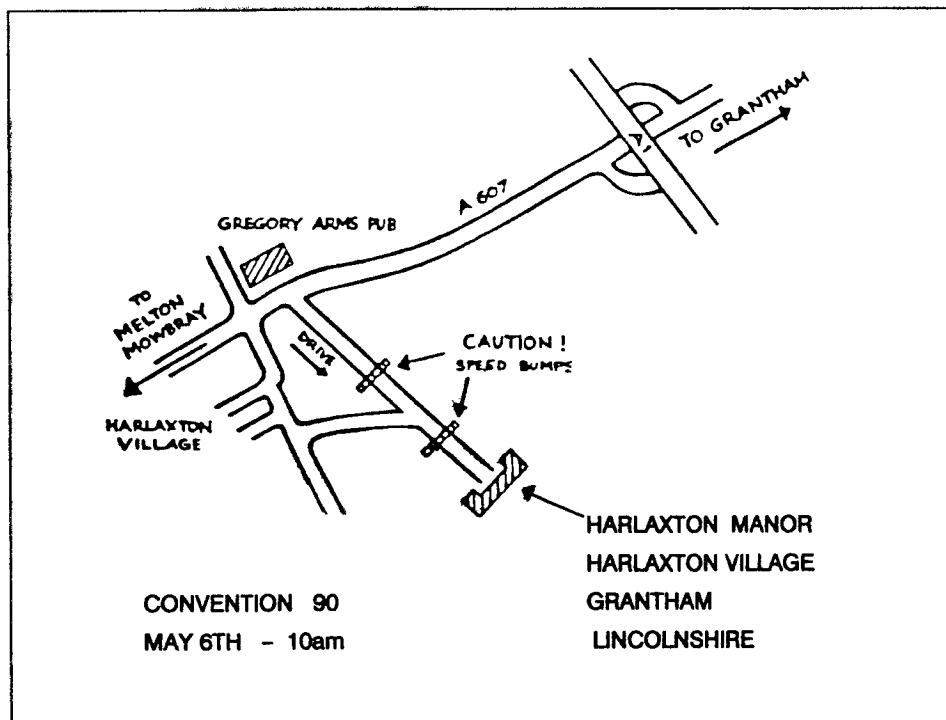 A1
TO GRANTHAM
A 607
GREGORY ARMS PUB
TO
MELTON
MOWBRAY
DRIVE
CAUTION !
SPEED BUMPS
HARLAXTON
VILLAGE
HARLAXTON MANOR
HARLAXTON VILLAGE
GRANTHAM
LINCOLNSHIRE
CONVENTION 90
MAY 6TH - 10am